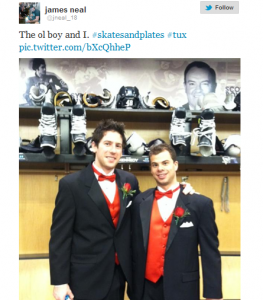 james neal
@jneal_18
Follow
The ol boy and I. #skatesandplates #tux
pic.twitter.com/bXcQhheP